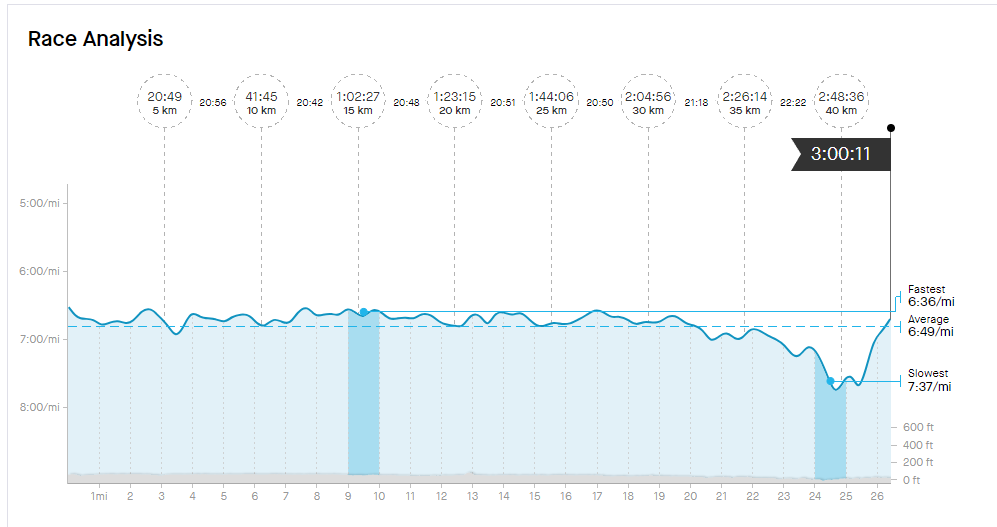 Race Analysis
20:49 20:56 41:45 20:42 1:02:27 20:48 1:23:15 20:51 1:44:06 20:50 2:04:56 21:18 2:26:14 22:22 2:48:36
5 km 10 km 15 km 20 km 25 km 30 km 35 km 40 km
3:00:11
5:00/mi
6:00/mi
Fastest
6:36/mi
Average
6:49/mi
7:00/mi
Slowest
7:37/mi
8:00/mi
600 ft
400 ft
200 ft
0 ft
1mi 2 3 4 5 6 7 8 9 10 11 12 13 14 15 16 17 18 19 20 21 22 23 24 25 26